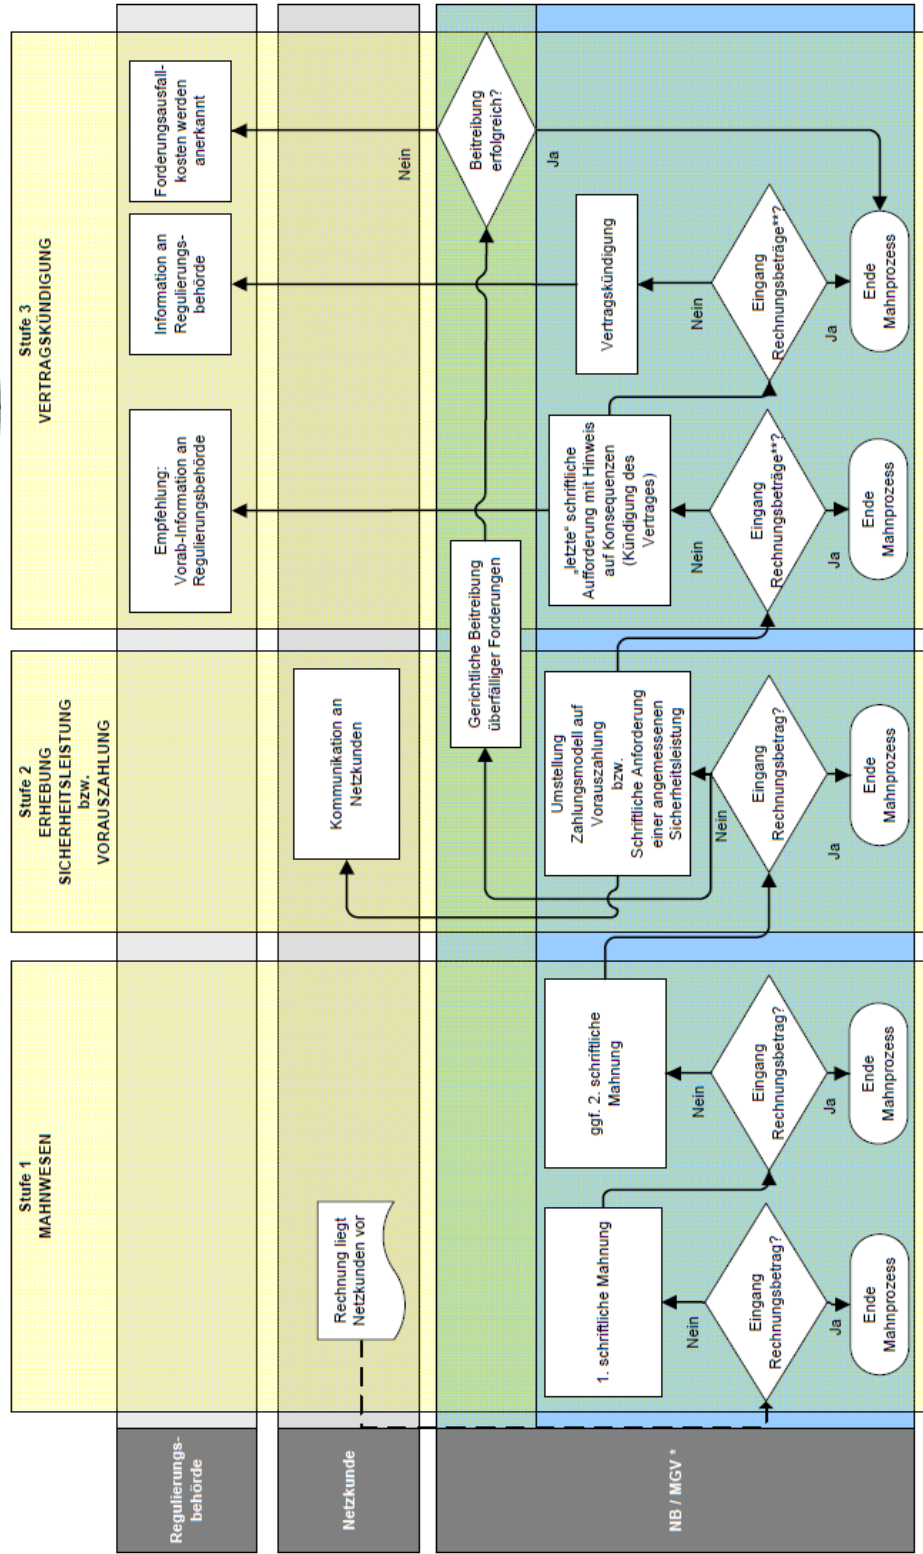 Stufe 1
MAHNWESEN
Stufe 2
ERHEBUNG
SICHERHEITSLEISTUNG
bzw.
VORAUSZAHLUNG
Stufe 3
VERTRAGSKÜNDIGUNG
Regulierungs-
behörde
Empfehlung:
Vorab-Information an
Regulierungsbehörde
Information an
Regulierungs-
behörde
Forderungsausfall-
kosten werden
anerkannt
Netzkunde
Rechnung liegt
Netzkunden vor
Kommunikation an
Netzkunden
Nein
NB / MGV *
Gerichtliche Beitreibung
überfälliger Forderungen
Beitreibung
erfolgreich?
Ja
1. schriftliche Mahnung
ggf. 2. schriftliche
Mahnung
Umstellung
Zahlungsmodell auf
Vorauszahlung
bzw.
Schriftliche Anforderung
einer angemessenen
Sicherheitsleistung
„letzte“ schriftliche
Aufforderung mit Hinweis
auf Konsequenzen
(Kündigung des
Vertrages)
Vertragskündigung
Nein
Nein
Nein
Nein
Nein
Eingang
Rechnungsbetrag?
Eingang
Rechnungsbetrag?
Eingang
Rechnungsbetrag?
Eingang
Rechnungsbeträge**?
Eingang
Rechnungsbeträge**?
Ja
Ja
Ja
Ja
Ja
Ende
Mahnprozess
Ende
Mahnprozess
Ende
Mahnprozess
Ende
Mahnprozess
Ende
Mahnprozess